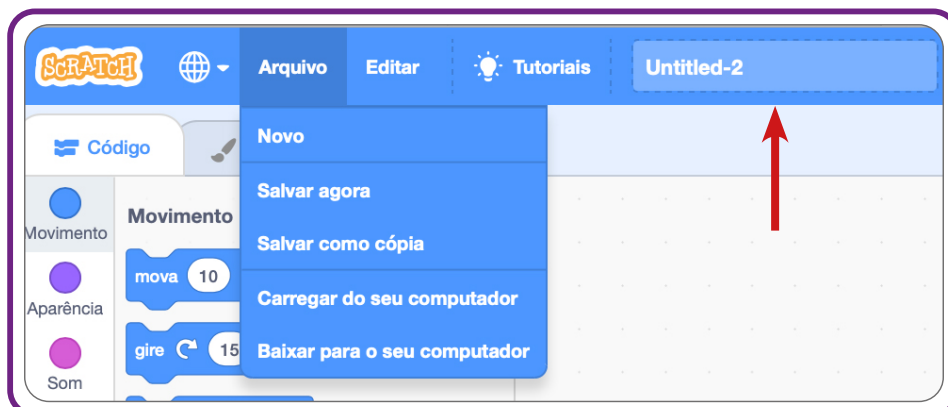 SCRATCH
Arquivo
Editar
Tutoriais
Untitled-2
Novo
Salvar agora
Salvar como cópia
Carregar do seu computador
Baixar para o seu computador
Código
Movimento
Aparência
Som
Movimento
mova 10
gire 15